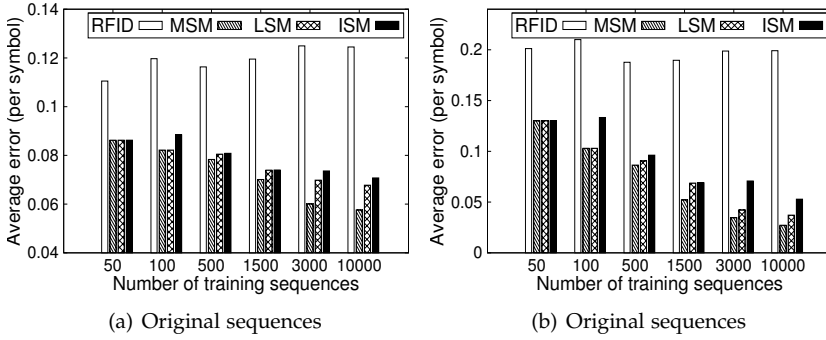 RFID MSM LSM ISM
Average error (per symbol)
0.14
0.12
0.1
0.08
0.06
0.04
50 100 500 1500 3000 10000
Number of training sequences
(a) Original sequences
RFID MSM LSM ISM
Average error (per symbol)
0.2
0.15
0.1
0.05
0
50 100 500 1500 3000 10000
Number of training sequences
(b) Original sequences